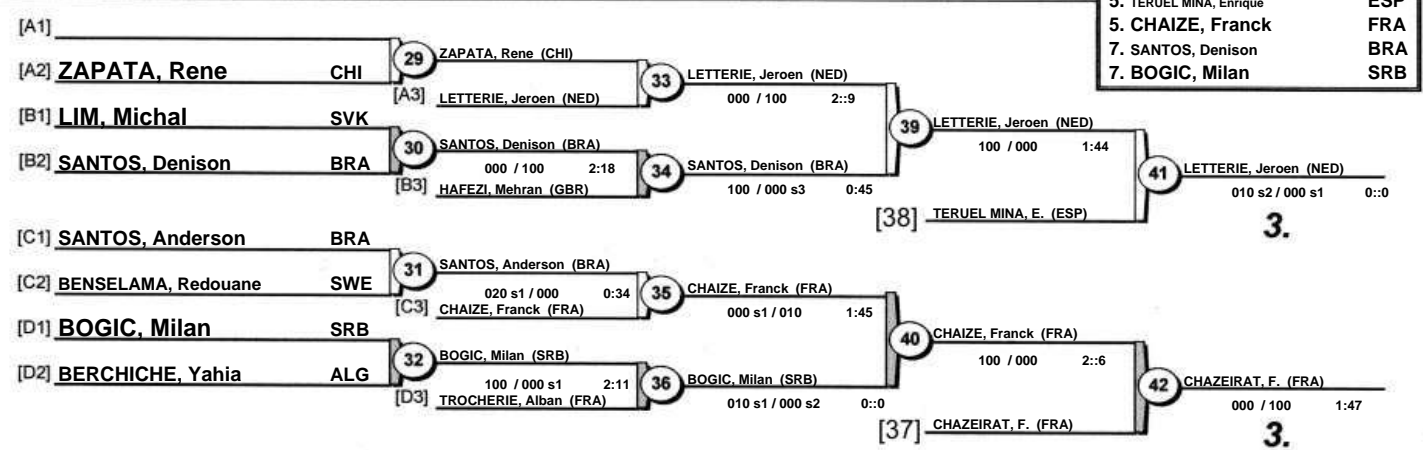 5. TERUEL MINA, Enrique ESP
5. CHAIZE, Franck FRA
7. SANTOS, Denison BRA
7. BOGIC, Milan SRB
[A1]
[A2] ZAPATA, Rene CHI
29
ZAPATA, Rene (CHI)
[A3] LETTERIE, Jeroen (NED)
33
LETTERIE, Jeroen (NED)
000 / 100 2::9
[B1] LIM, Michal SVK
[B2] SANTOS, Denison BRA
30
SANTOS, Denison (BRA)
000 / 100 2:18
[B3] HAFEZI, Mehran (GBR)
34
SANTOS, Denison (BRA)
100 / 000 s3 0:45
39
LETTERIE, Jeroen (NED)
100 / 000 1:44
[38] TERUEL MINA, E. (ESP)
41
LETTERIE, Jeroen (NED)
010 s2 / 000 s1 0::0
3.
[C1] SANTOS, Anderson BRA
[C2] BENSELAMA, Redouane SWE
31
SANTOS, Anderson (BRA)
020 s1 / 000 0:34
[C3] CHAIZE, Franck (FRA)
35
CHAIZE, Franck (FRA)
000 s1 / 010 1:45
[D1] BOGIC, Milan SRB
[D2] BERCHICHE, Yahia ALG
32
BOGIC, Milan (SRB)
100 / 000 s1 2:11
[D3] TROCHERIE, Alban (FRA)
36
BOGIC, Milan (SRB)
010 s1 / 000 s2 0::0
40
CHAIZE, Franck (FRA)
100 / 000 2::6
[37] CHAZEIRAT, F. (FRA)
42
CHAZEIRAT, F. (FRA)
000 / 100 1:47
3.